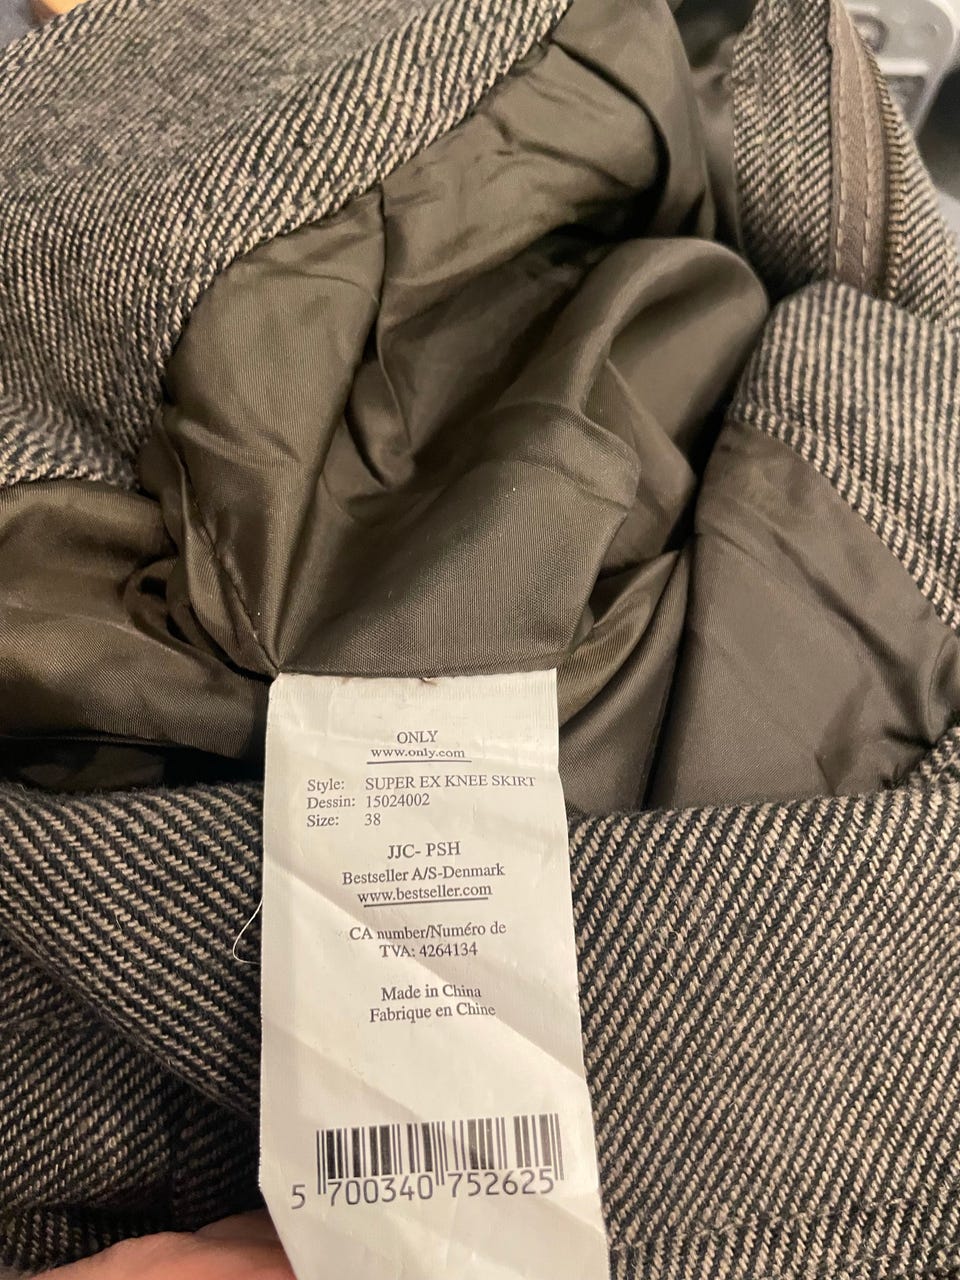 ONLY
www.only.com
Style: SUPER EX KNEE SKIRT
Dessin: 15024002
Size: 38
JJC- PSH
Bestseller A/S-Denmark
www.bestseller.com
CA number/Numéro de
TVA: 4264134
Made in China
Fabrique en Chine
5 700340 752625